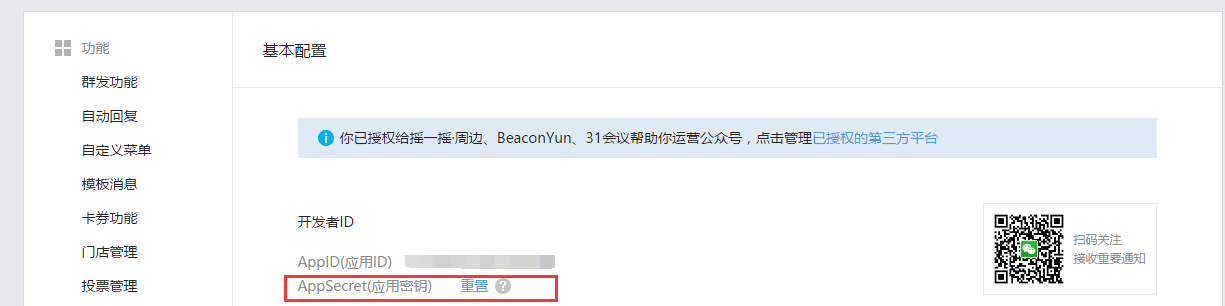 功能
群发功能
自动回复
自定义菜单
模板消息
卡券功能
门店管理
投票管理
基本配置
你已授权给摇一摇·周边、BeaconYun、31会议帮助你运营公众号，点击管理已授权的第三方平台
开发者ID
AppID(应用ID)
AppSecret(应用密钥) 重置 ?
扫码关注
接收重要通知